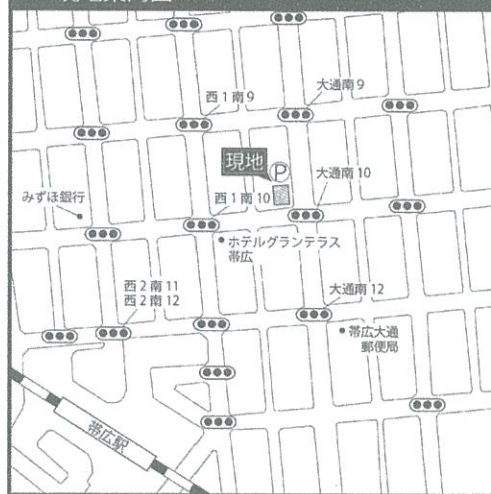 西1南9
大通南9
現地
P
大通南10
西1南10
みずほ銀行
ホテルグランテラス
帯広
西2南11
西2南12
大通南12
帯広大通
郵便局
帯広駅